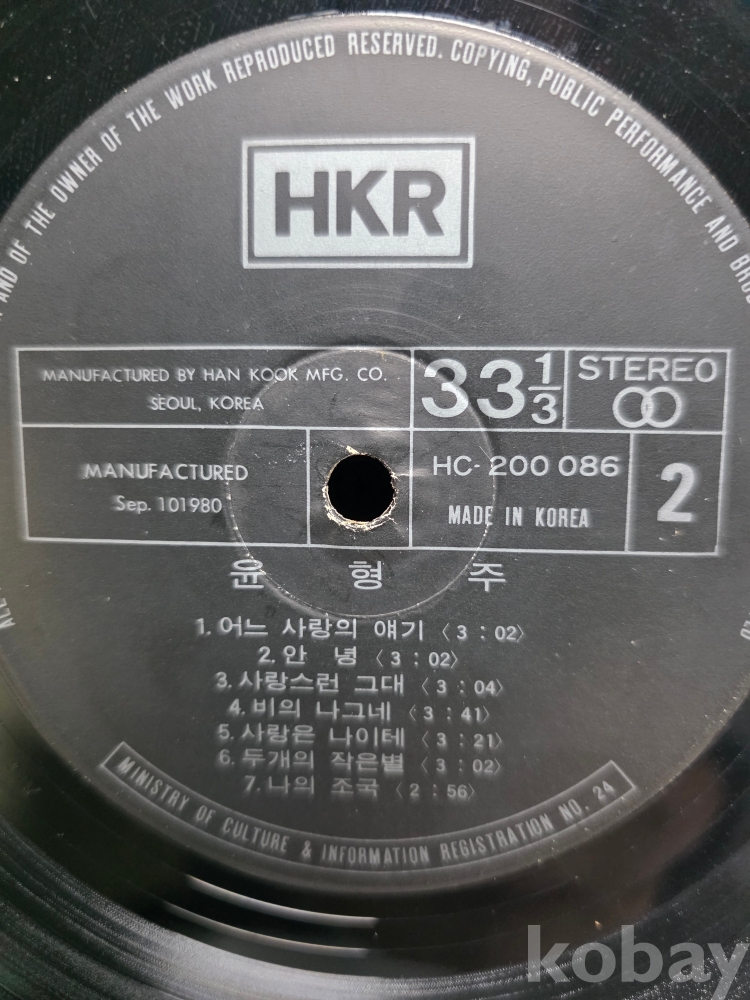 AND OF THE OWNER OF THE WORK REPRODUCED RESERVED. COPYING, PUBLIC PERFORMANCE AND
HKR
MANUFACTURED BY HAN KOOK MFG. CO.
SEOUL, KOREA
33 1/3
STEREO
MANUFACTURED
Sep. 101980
HC- 200 086
MADE IN KOREA
2
윤 형 주
1. 어느 사랑의 얘기 〈 3 : 02〉
2. 안 녕 〈 3 : 02〉
3. 사랑스런 그대 〈 3 : 04〉
4. 비의 나그네 〈 3 : 41〉
5. 사랑은 나이테 〈 3 : 21〉
6. 두개의 작은별 〈 3 : 02〉
7. 나의 조국 〈 2 : 56〉
MINISTRY OF CULTURE & INFORMATION REGISTRATION NO. 24
kobay